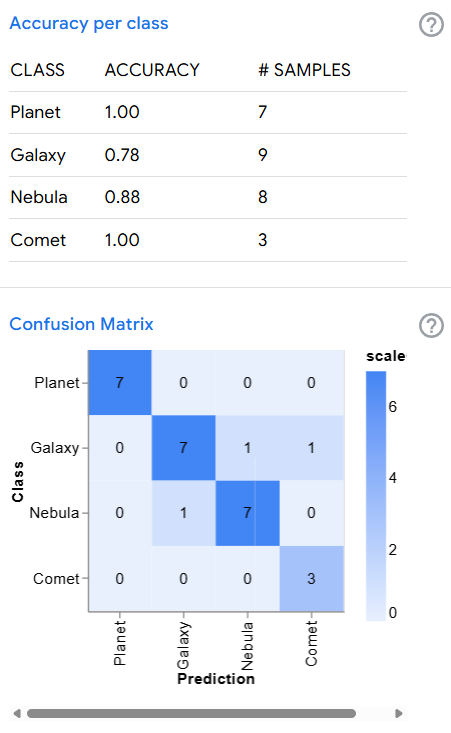 Accuracy per class ?
CLASS ACCURACY # SAMPLES
Planet 1.00 7
Galaxy 0.78 9
Nebula 0.88 8
Comet 1.00 3
Confusion Matrix ?
scale
Planet 7 0 0 0
6
Galaxy 0 7 1 1
4
Class
Nebula 0 1 7 0
2
Comet 0 0 0 3
0
Planet Galaxy Nebula Comet
Prediction